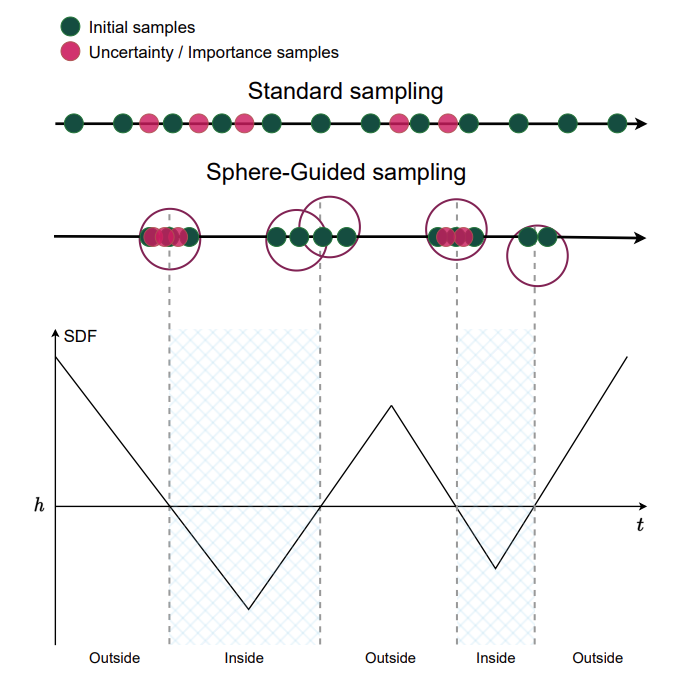 Initial samples
Uncertainty / Importance samples
Standard sampling
Sphere-Guided sampling
SDF
h
t
Outside Inside Outside Inside Outside